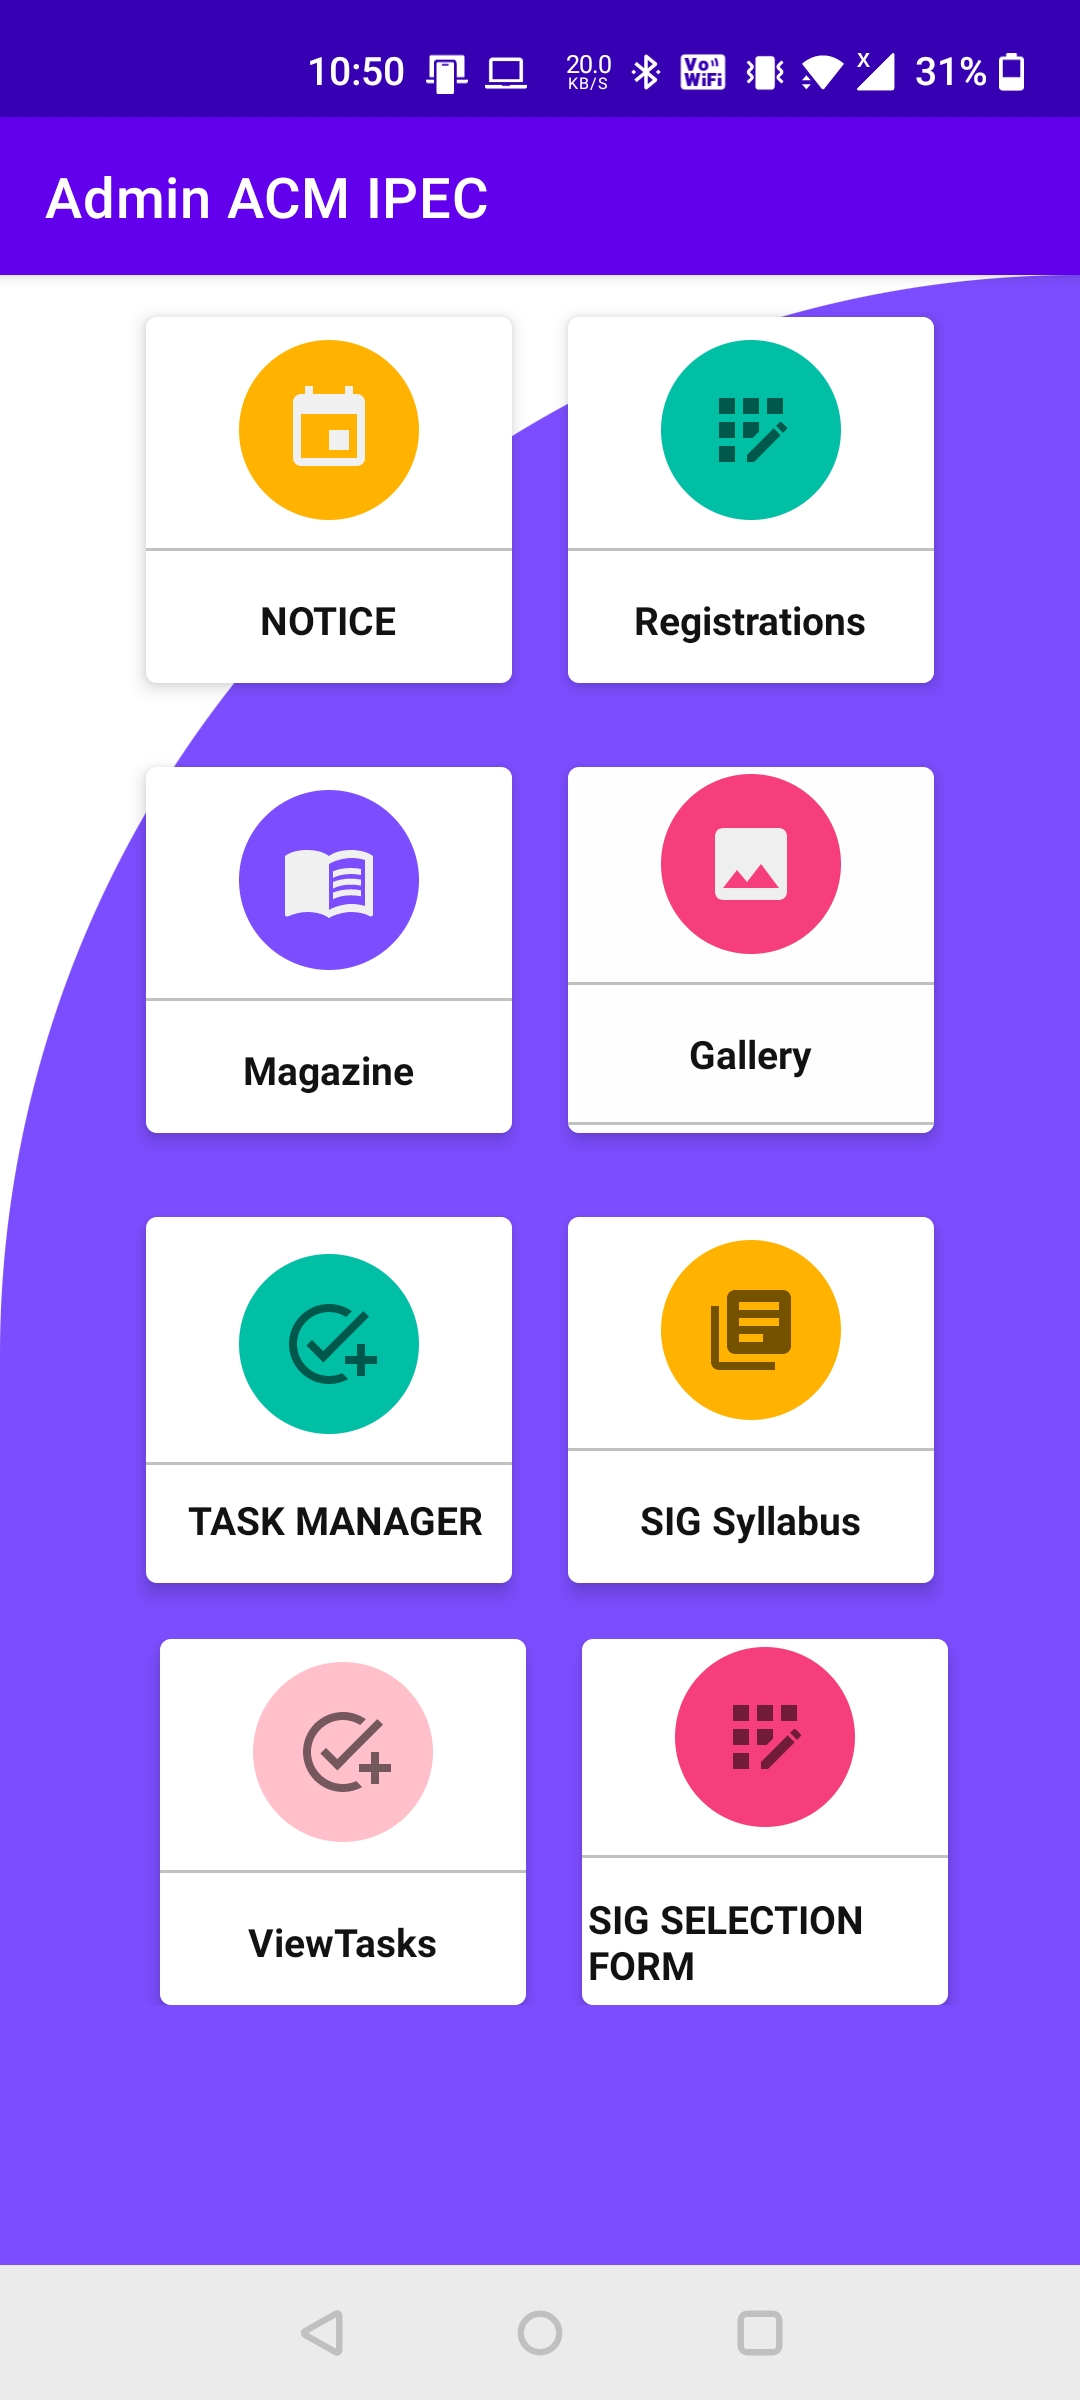 10:50 20.0 KB/S Vo WiFi X 31%
Admin ACM IPEC
NOTICE
Registrations
Magazine
Gallery
TASK MANAGER
SIG Syllabus
ViewTasks
SIG SELECTION
FORM